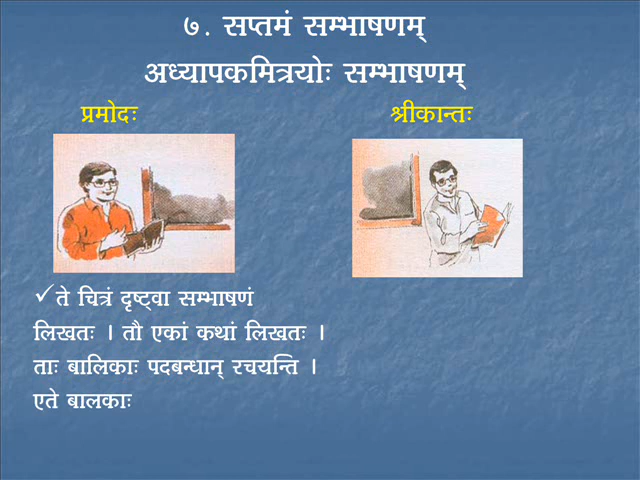 ७. सप्तमं सम्भाषणम्
अध्यापकमित्रयोः सम्भाषणम्
प्रमोदः
श्रीकान्तः
✓ ते चित्रं दृष्ट्वा सम्भाषणं
लिखतः । तौ एकां कथां लिखतः ।
ताः बालिकाः पदबन्धान् रचयन्ति ।
एते बालकाः